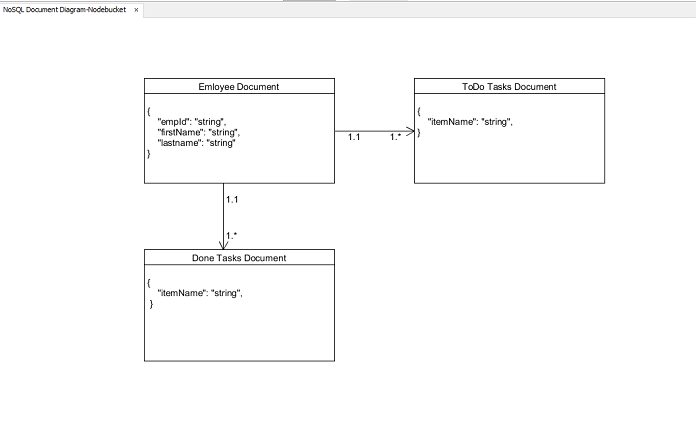 NoSQL Document Diagram-Nodebucket ×
Emloyee Document
{
"empId": "string",
"firstName": "string",
"lastname": "string"
}
1.1
1.*
ToDo Tasks Document
{
"itemName": "string",
}
1.1
1.*
Done Tasks Document
{
"itemName": "string",
}